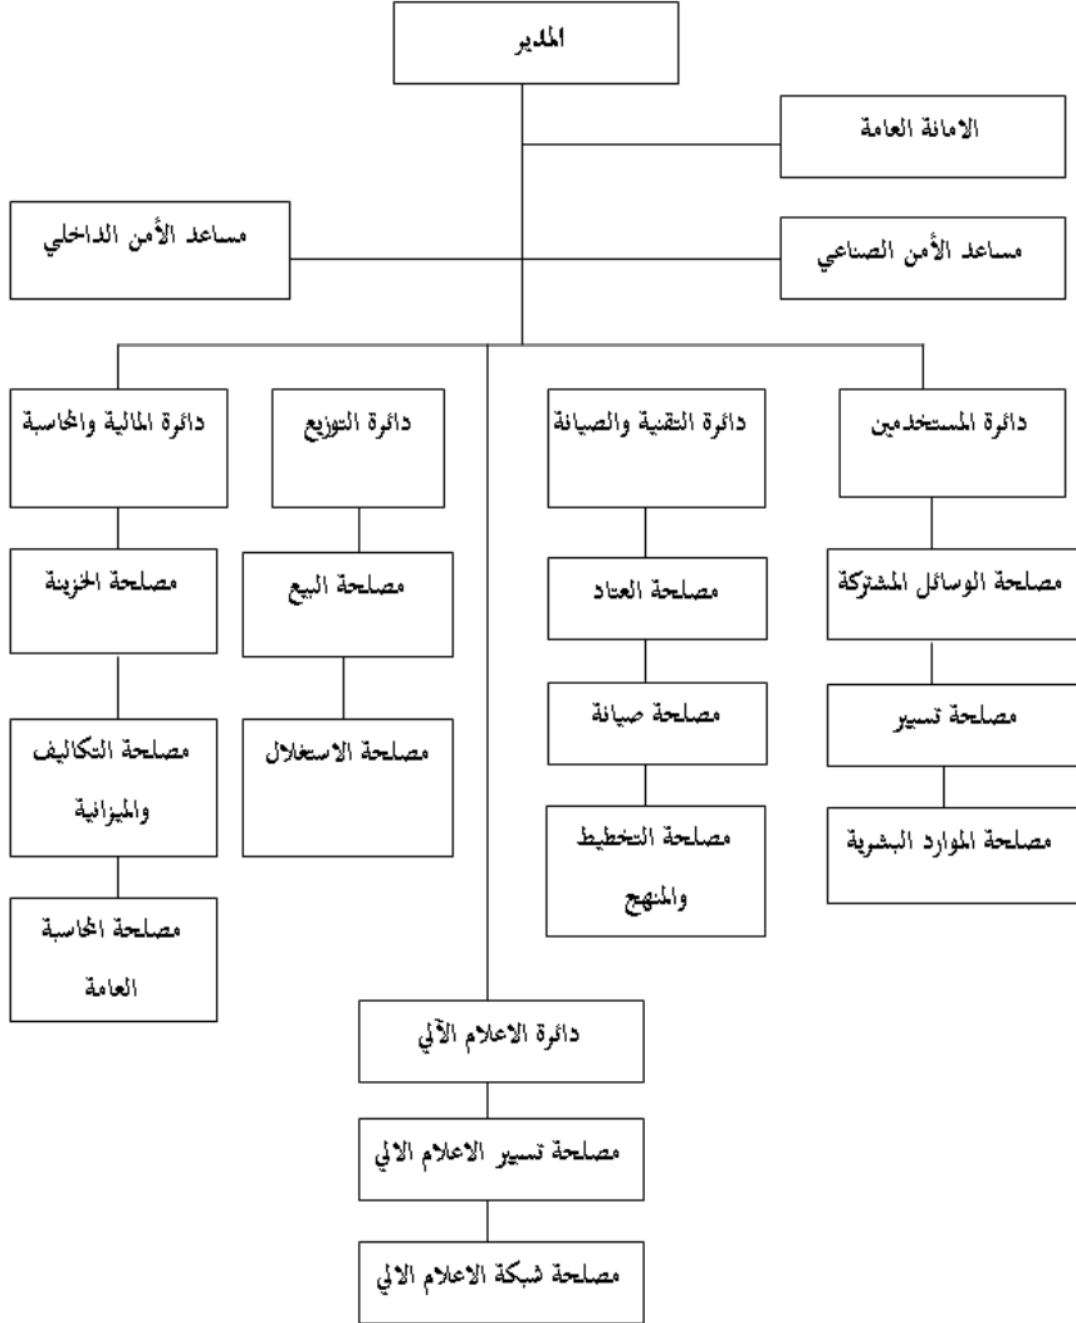 المدير
الامانة العامة
مساعد الأمن الصناعي
مساعد الأمن الداخلي
دائرة المستخدمين
دائرة التقنية والصيانة
دائرة التوزيع
دائرة المالية والمحاسبة
مصلحة الوسائل المشتركة
مصلحة العتاد
مصلحة البيع
مصلحة الخزينة
مصلحة تسيير
مصلحة صيانة
مصلحة الاستغلال
مصلحة التكاليف
والميزانية
مصلحة الموارد البشرية
مصلحة التخطيط
والمنهج
مصلحة المحاسبة
العامة
دائرة الاعلام الآلي
مصلحة تسيير الاعلام الالي
مصلحة شبكة الاعلام الالي